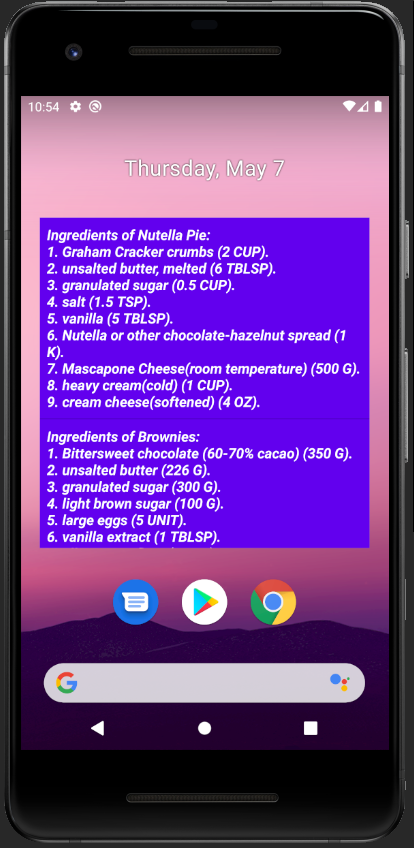 10:54
Thursday, May 7
Ingredients of Nutella Pie:
1. Graham Cracker crumbs (2 CUP).
2. unsalted butter, melted (6 TBLSP).
3. granulated sugar (0.5 CUP).
4. salt (1.5 TSP).
5. vanilla (5 TBLSP).
6. Nutella or other chocolate-hazelnut spread (1
K).
7. Mascapone Cheese(room temperature) (500 G).
8. heavy cream(cold) (1 CUP).
9. cream cheese(softened) (4 OZ).
Ingredients of Brownies:
1. Bittersweet chocolate (60-70% cacao) (350 G).
2. unsalted butter (226 G).
3. granulated sugar (300 G).
4. light brown sugar (100 G).
5. large eggs (5 UNIT).
6. vanilla extract (1 TBLSP).